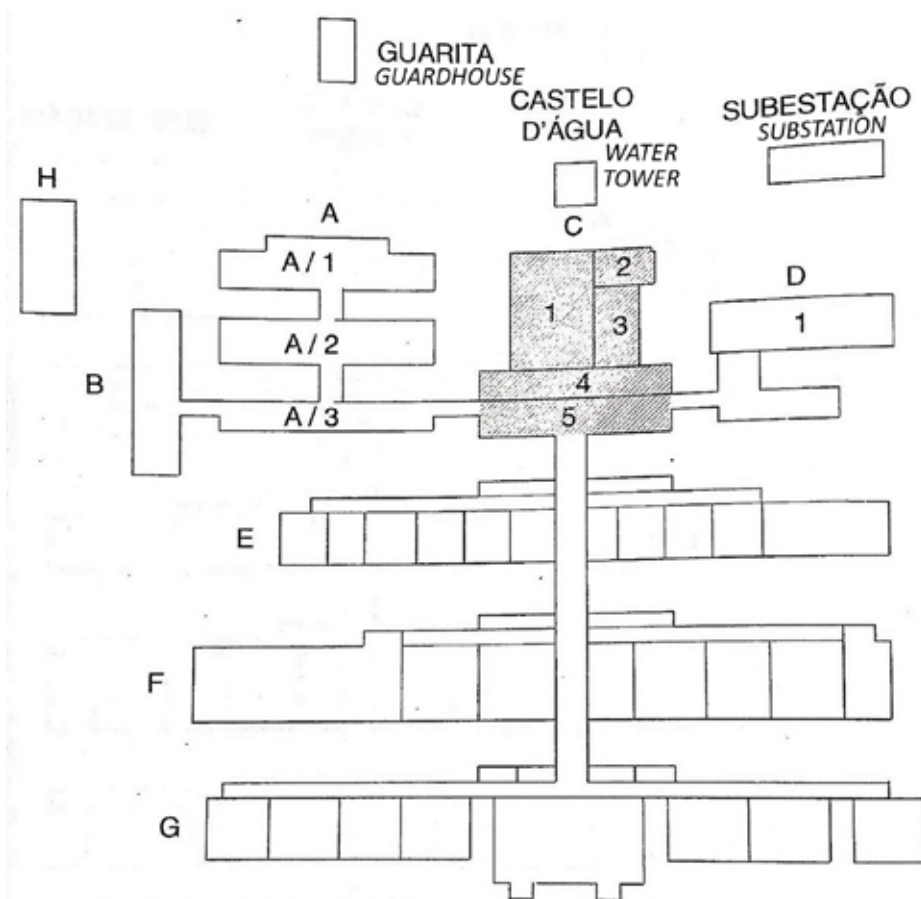 GUARITA
GUARDHOUSE
CASTELO
D'ÁGUA
WATER
TOWER
SUBESTAÇÃO
SUBSTATION
H
A
C
A / 1
2
D
1
3
1
A / 2
B
4
A / 3
5
E
F
G